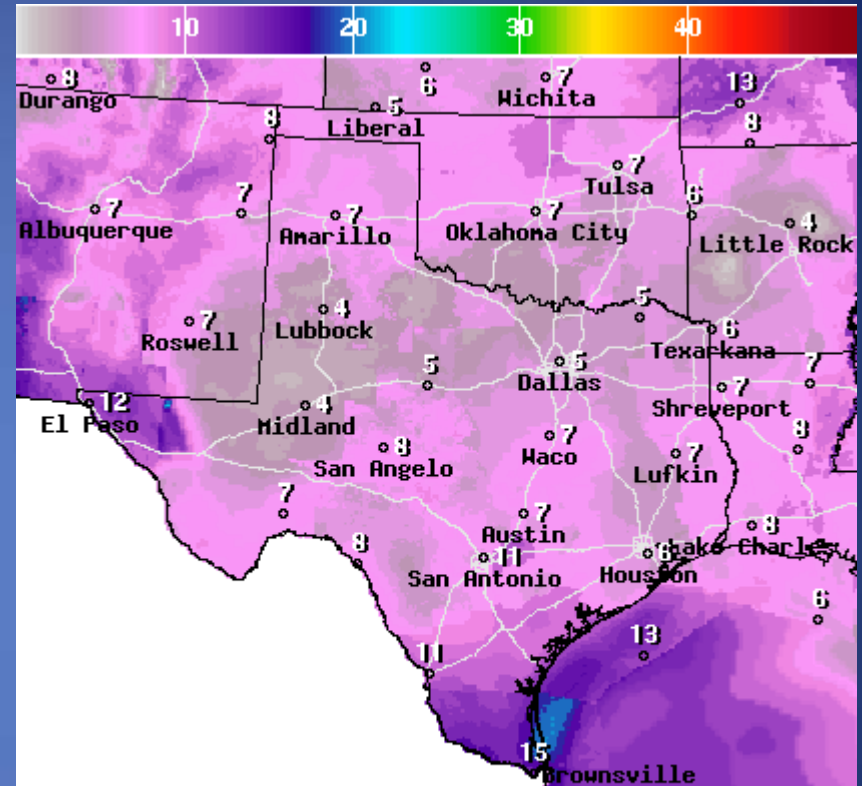 10 20 30 40
8
Durango
6
7
Wichita
13
5
Liberal
8
8
7
Tulsa
7
Albuquerque
7
7
Amarillo
7
Oklahoma City
6
4
Little Rock
7
Roswell
4
Lubbock
5
6
Texarkana
5
Dallas
5
7
Shreveport
7
12
El Paso
4
Midland
8
San Angelo
7
Waco
7
Lufkin
8
7
7
Austin
8
Lake Charles
8
11
San Antonio
6
Houston
6
13
11
15
Brownsville